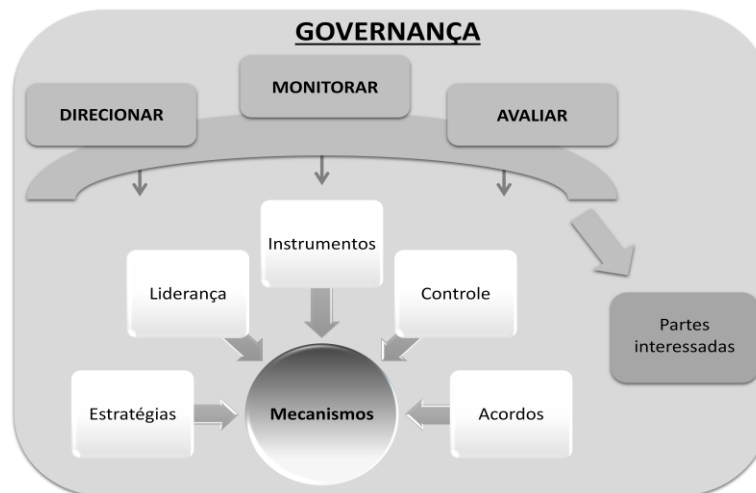 GOVERNANÇA
DIRECIONAR
MONITORAR
AVALIAR
Instrumentos
Liderança
Controle
Partes
interessadas
Estratégias
Mecanismos
Acordos